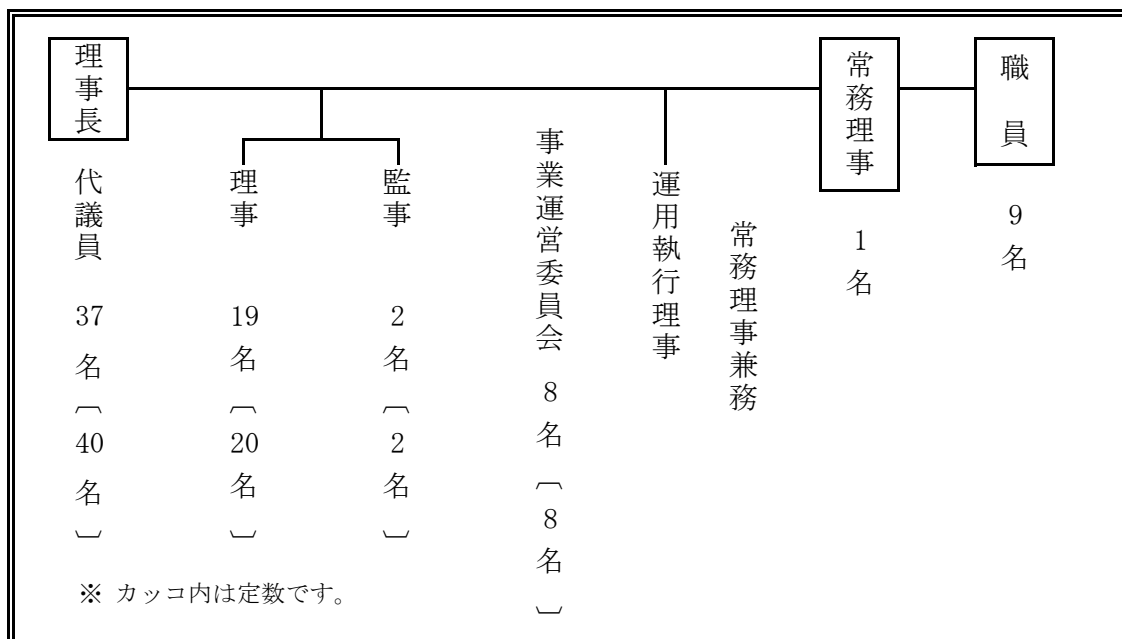 理事長
代議員 37名〔40名〕
理事 19名〔20名〕
監事 2名〔2名〕
事業運営委員会 8名〔8名〕
運用執行理事
常務理事兼務
常務理事
1名
職員
9名
※ カッコ内は定数です。